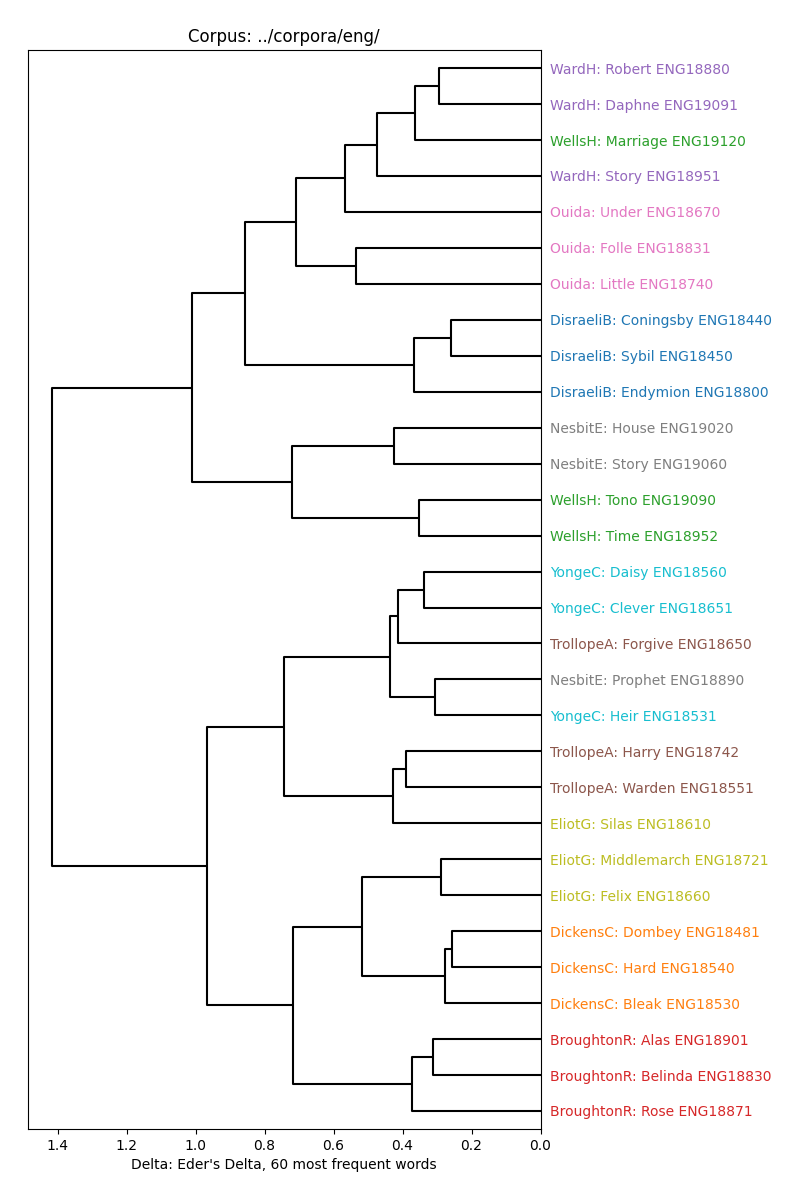 Corpus: ../corpora/eng/
WardH: Robert ENG18880
WardH: Daphne ENG19091
WellsH: Marriage ENG19120
WardH: Story ENG18951
Ouida: Under ENG18670
Ouida: Folle ENG18831
Ouida: Little ENG18740
DisraeliB: Coningsby ENG18440
DisraeliB: Sybil ENG18450
DisraeliB: Endymion ENG18800
NesbitE: House ENG19020
NesbitE: Story ENG19060
WellsH: Tono ENG19090
WellsH: Time ENG18952
YongeC: Daisy ENG18560
YongeC: Clever ENG18651
TrollopeA: Forgive ENG18650
NesbitE: Prophet ENG18890
YongeC: Heir ENG18531
TrollopeA: Harry ENG18742
TrollopeA: Warden ENG18551
EliotG: Silas ENG18610
EliotG: Middlemarch ENG18721
EliotG: Felix ENG18660
DickensC: Dombey ENG18481
DickensC: Hard ENG18540
DickensC: Bleak ENG18530
BroughtonR: Alas ENG18901
BroughtonR: Belinda ENG18830
BroughtonR: Rose ENG18871
1.4 1.2 1.0 0.8 0.6 0.4 0.2 0.0
Delta: Eder's Delta, 60 most frequent words